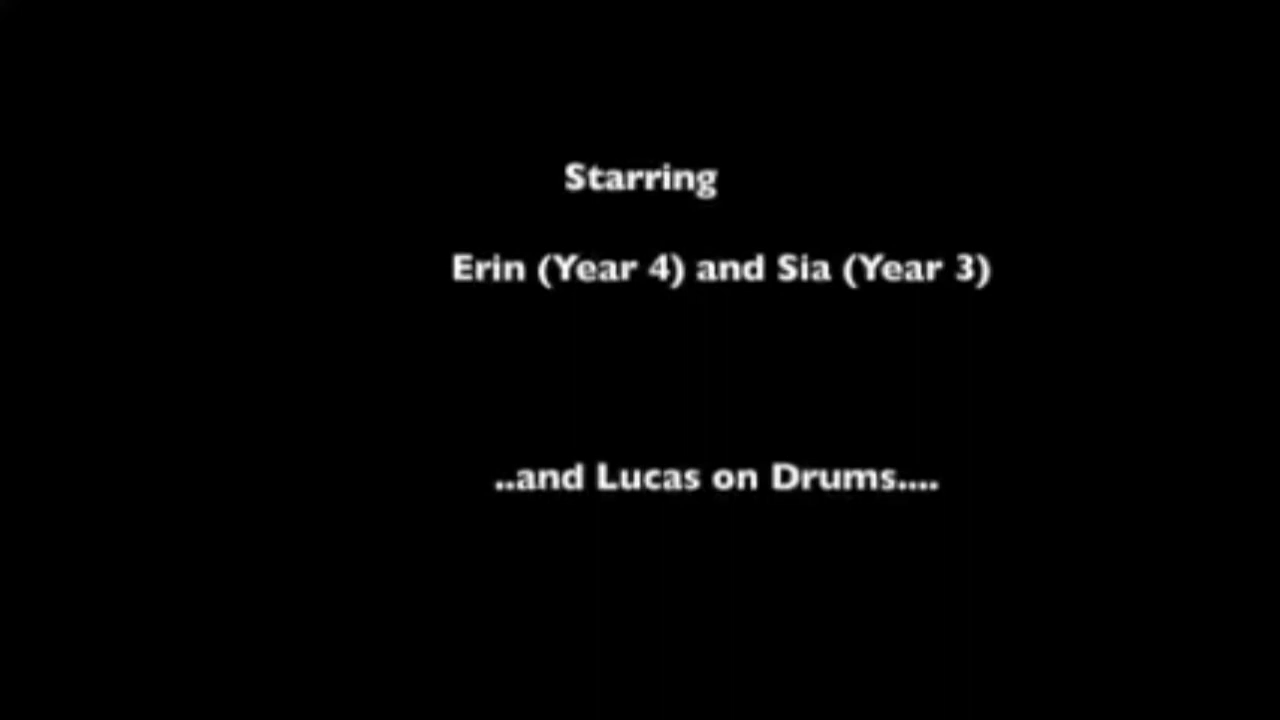 Starring
Erin (Year 4) and Sia (Year 3)
..and Lucas on Drums....